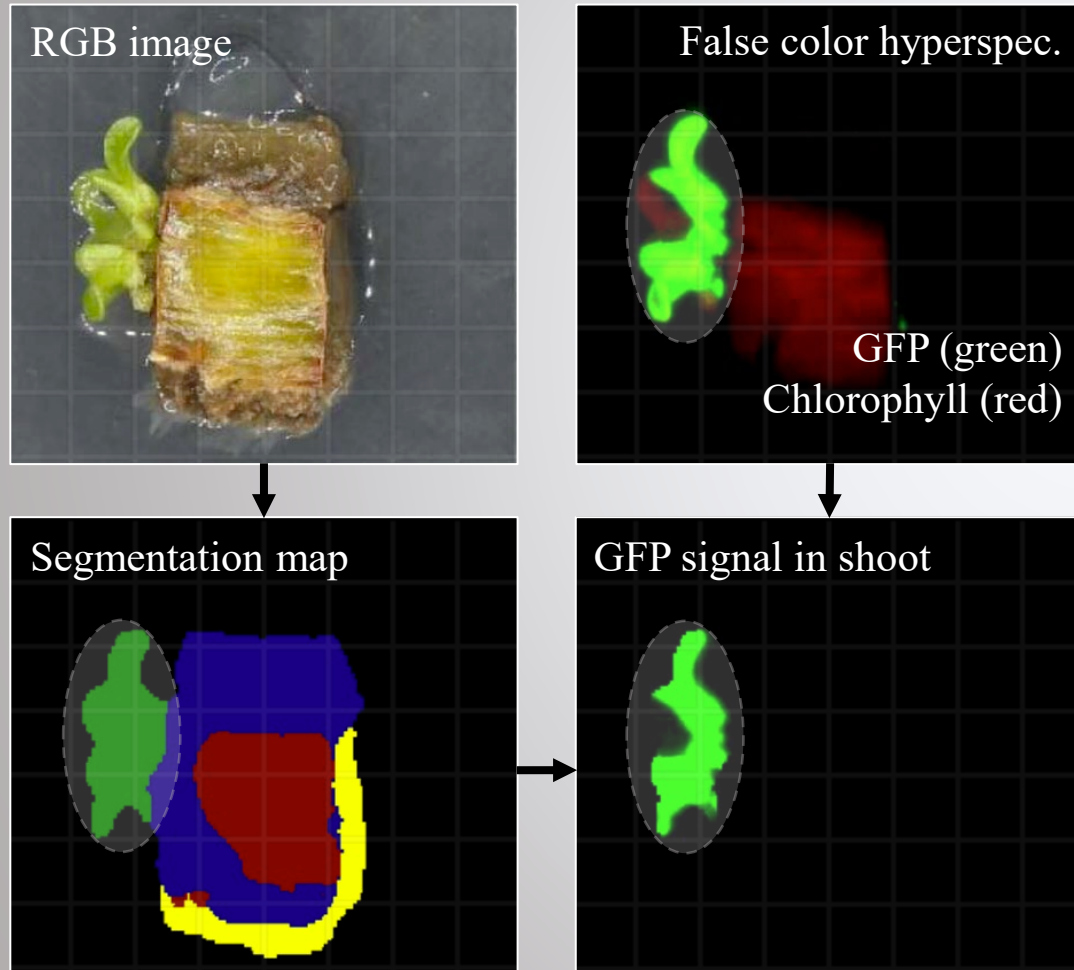 RGB image
False color hyperspec.
GFP (green)
Chlorophyll (red)
Segmentation map
GFP signal in shoot